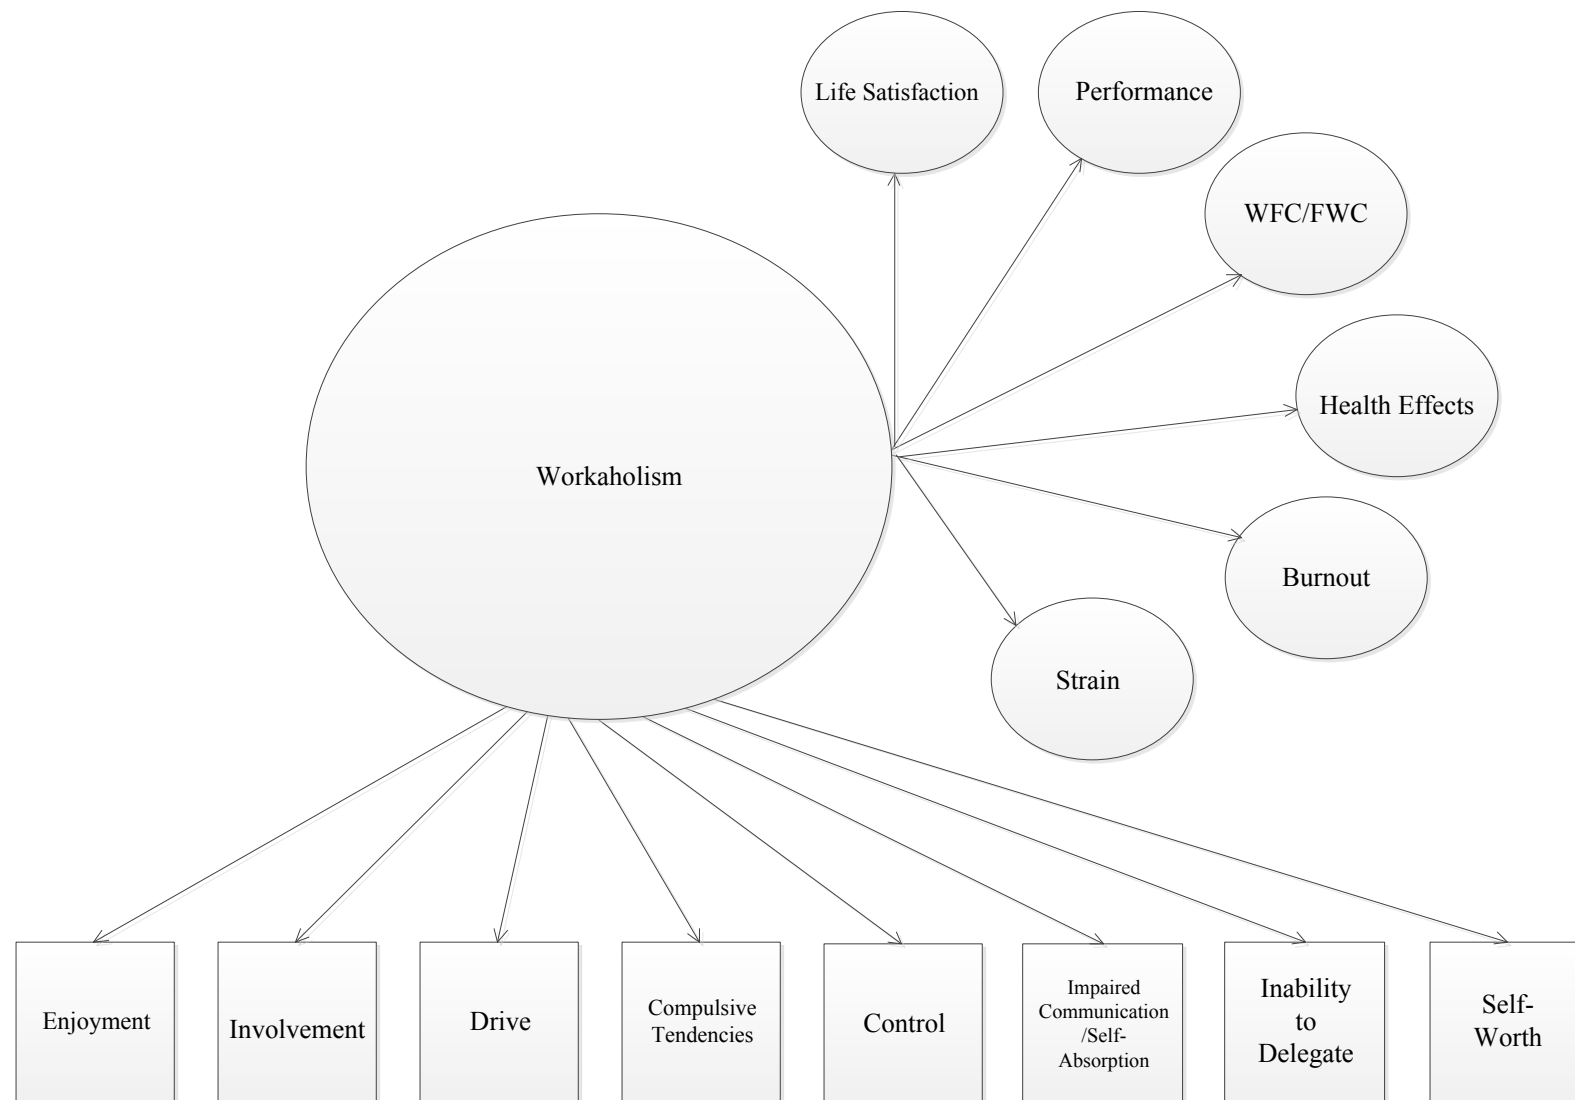 Life Satisfaction
Performance
WFC/FWC
Health Effects
Workaholism
Burnout
Strain
Enjoyment
Involvement
Drive
Compulsive
Tendencies
Control
Impaired
Communication
/Self-
Absorption
Inability
to
Delegate
Self-
Worth